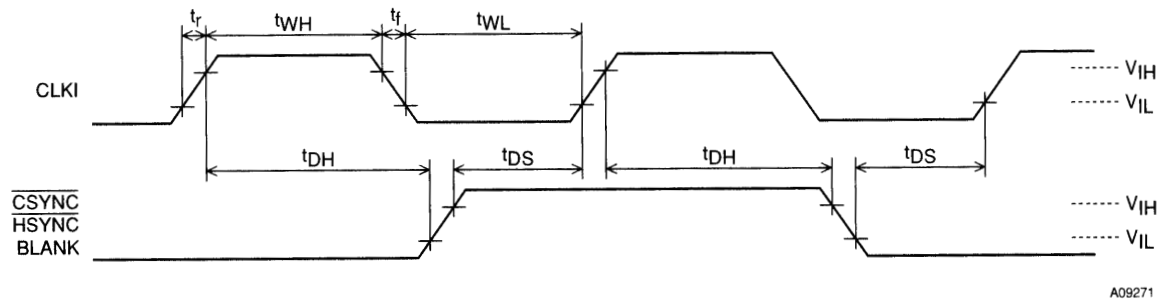 tr tWH tf tWL
CLKI
VIH
VIL
tDH tDS tDH tDS
CSYNC
HSYNC
BLANK
VIH
VIL
A09271